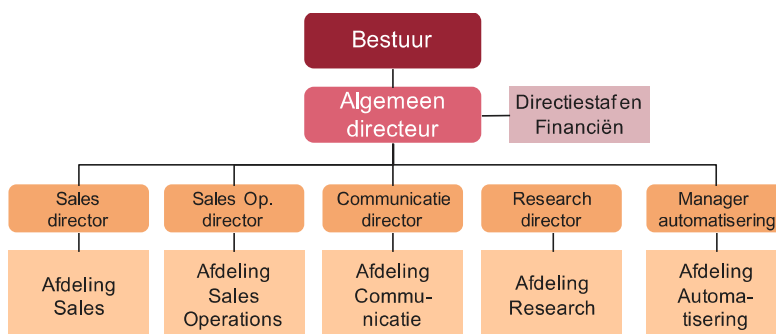 Bestuur
Algemeen
directeur
Directiestaf en
Financiën
Sales
director
Sales Op.
director
Communicatie
director
Research
director
Manager
automatisering
Afdeling
Sales
Afdeling
Sales
Operations
Afdeling
Commu-
nicatie
Afdeling
Research
Afdeling
Automa-
tisering